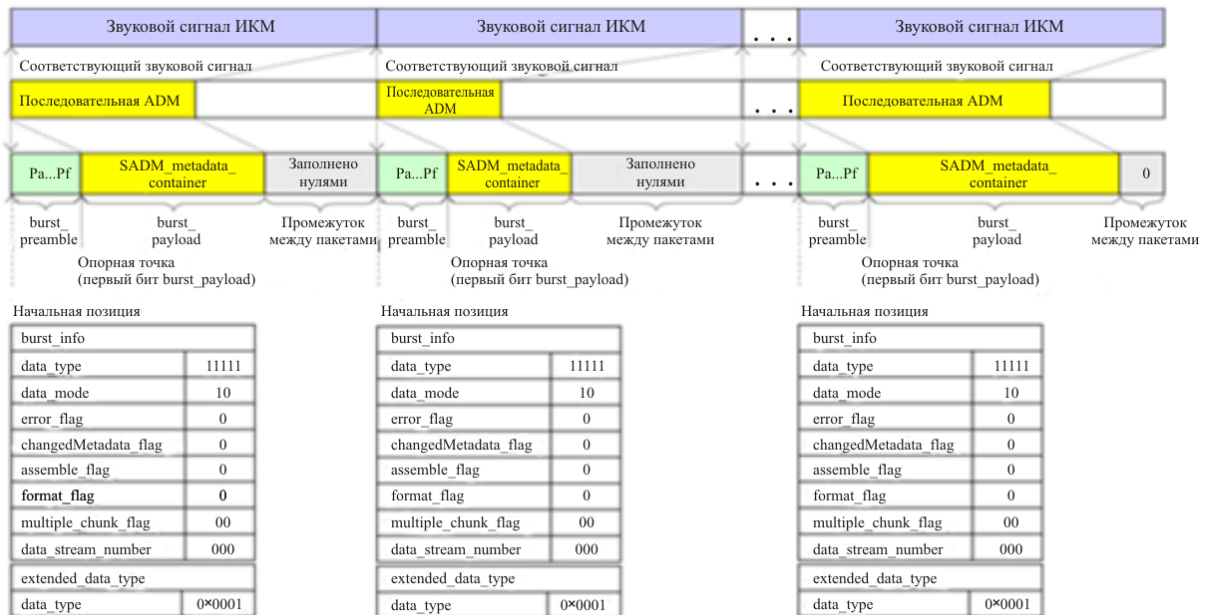 Звуковой сигнал ИКМ Звуковой сигнал ИКМ . . . Звуковой сигнал ИКМ
Соответствующий звуковой сигнал Соответствующий звуковой сигнал Соответствующий звуковой сигнал
Последовательная ADM Последовательная ADM . . . Последовательная ADM
Pa...Pf SADM_metadata_container Заполнено нулями Pa...Pf SADM_metadata_container Заполнено нулями . . . Pa...Pf SADM_metadata_container 0
burst_preamble burst_payload Промежуток между пакетами burst_preamble burst_payload Промежуток между пакетами burst_preamble burst_payload Промежуток между пакетами
Опорная точка Опорная точка Опорная точка
(первый бит burst_payload) (первый бит burst_payload) (первый бит burst_payload)
Начальная позиция Начальная позиция Начальная позиция
burst_info burst_info burst_info
data_type 11111 data_type 11111 data_type 11111
data_mode 10 data_mode 10 data_mode 10
error_flag 0 error_flag 0 error_flag 0
changedMetadata_flag 0 changedMetadata_flag 0 changedMetadata_flag 0
assemble_flag 0 assemble_flag 0 assemble_flag 0
format_flag 0 format_flag 0 format_flag 0
multiple_chunk_flag 00 multiple_chunk_flag 00 multiple_chunk_flag 00
data_stream_number 000 data_stream_number 000 data_stream_number 000
extended_data_type extended_data_type extended_data_type
data_type 0×0001 data_type 0×0001 data_type 0×0001